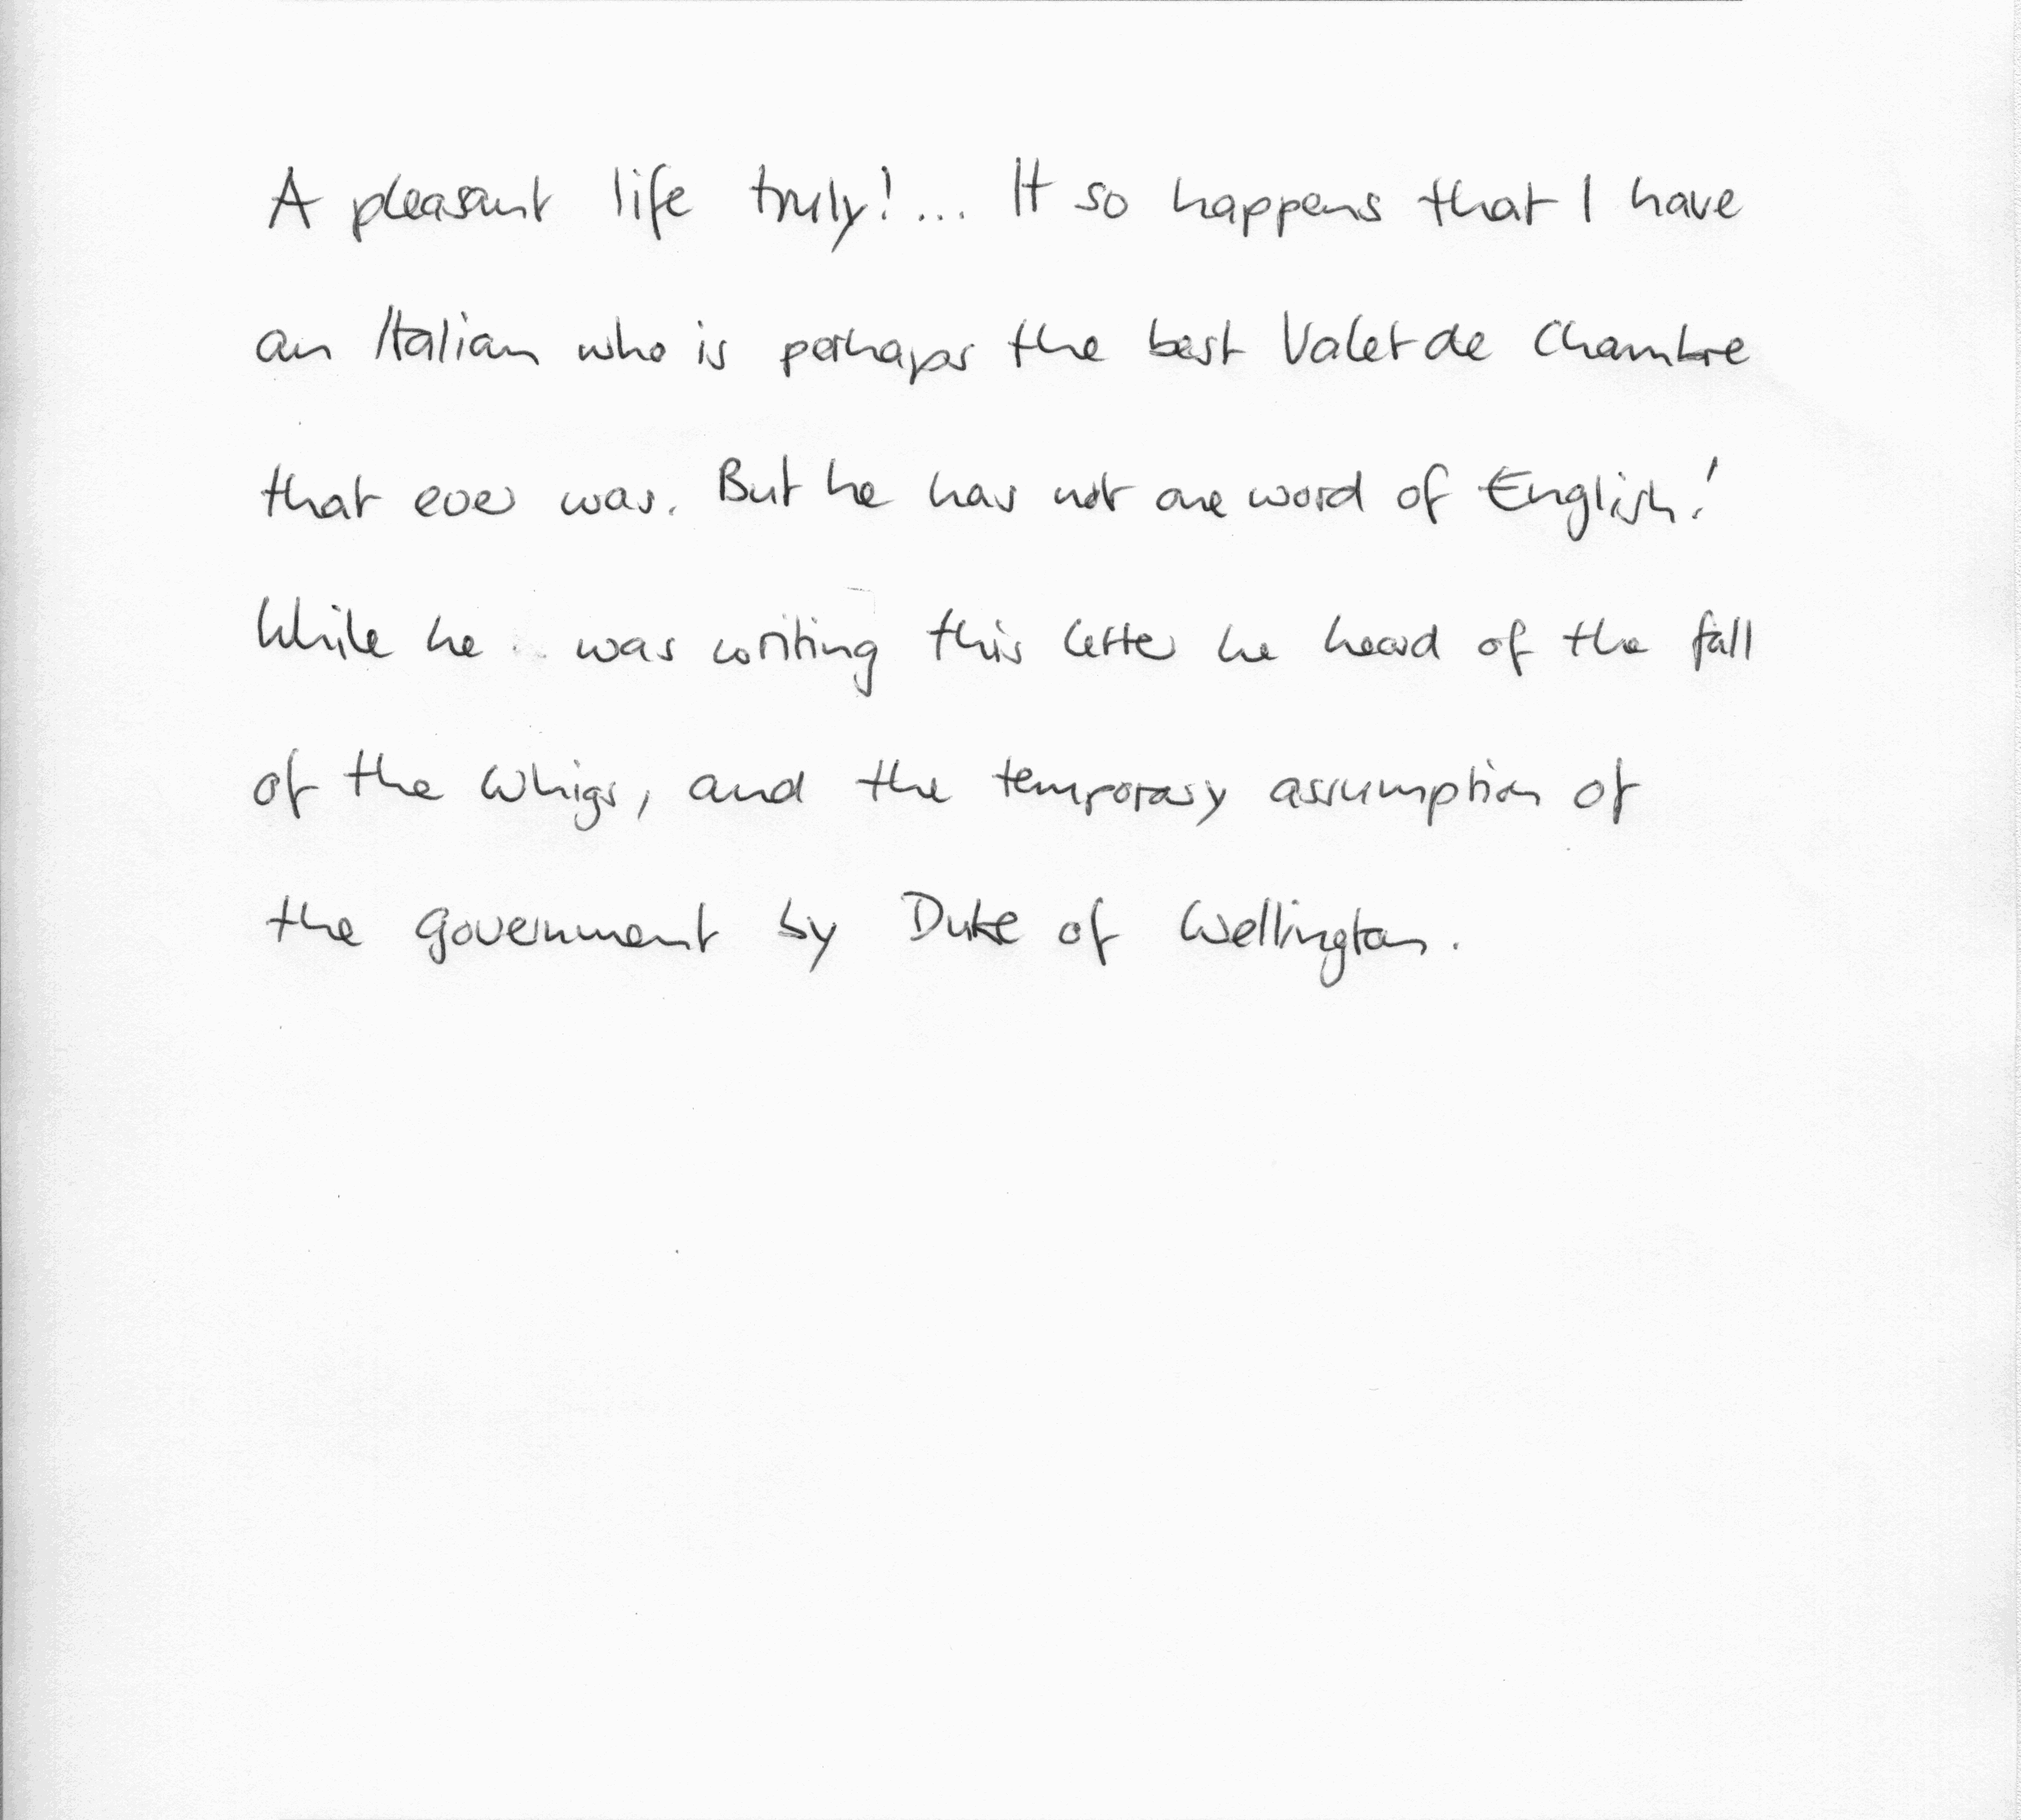 A pleasant life truly!... It so happens that I have
an Italian who is perhaps the best Valet de Chambre
that ever was. But he has not one word of English!
While he was writing this letter he heard of the fall
of the Whigs, and the temporary assumption of
the government by Duke of Wellington.